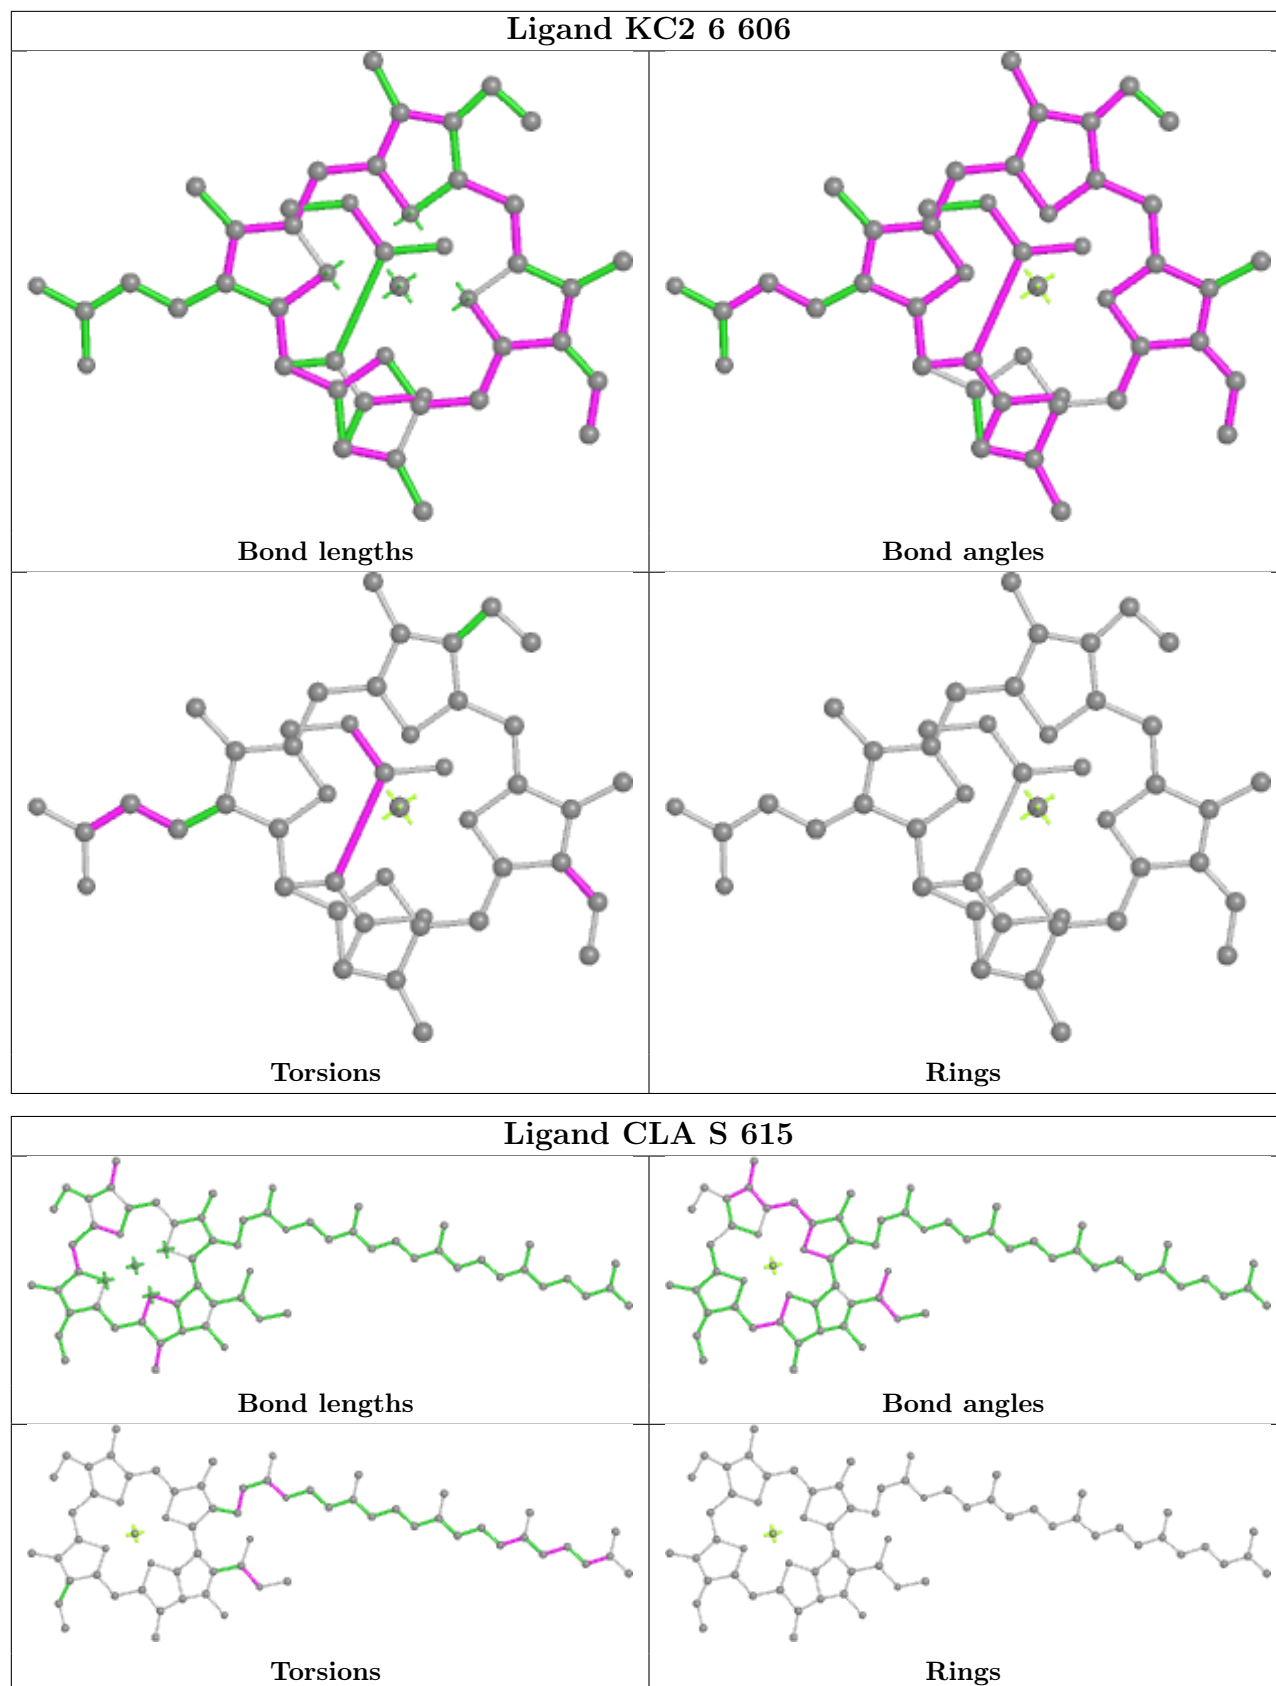 Ligand KC2 6 606
Bond lengths
Bond angles
Torsions
Rings
Ligand CLA S 615
Bond lengths
Bond angles
Torsions
Rings